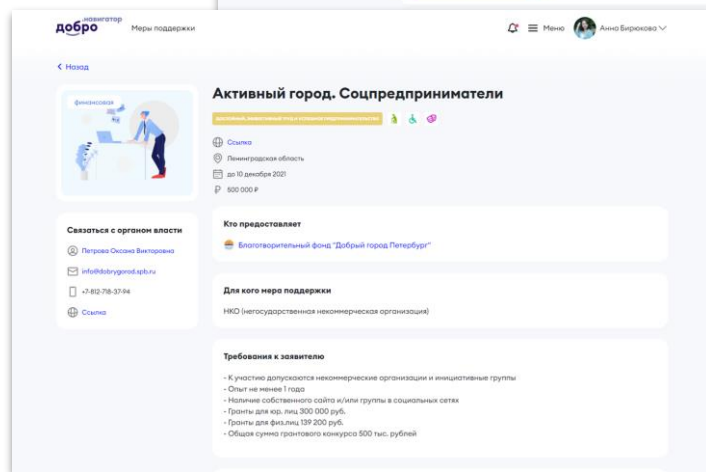 навигатор
добро
Меры поддержки
Меню
Анна Бирюкова
Назад
финансовая
Активный город. Соцпредприниматели
Ссылка
Ленинградская область
до 10 декабря 2021
₽ 500 000 ₽
Связаться с органом власти
Петрова Оксана Викторовна
info@dobrygorod.spb.ru
+7-812-718-37-94
Ссылка
Кто предоставляет
Благотворительный фонд "Добрый город Петербург"
Для кого мера поддержки
НКО (негосударственная некоммерческая организация)
Требования к заявителю
- К участию допускаются некоммерческие организации и инициативные группы
- Опыт не менее 1 года
- Наличие собственного сайта и/или группы в социальных сетях
- Гранты для юр. лиц 300 000 руб.
- Гранты для физ.лиц 139 200 руб.
- Общая сумма грантового конкурса 500 тыс. рублей